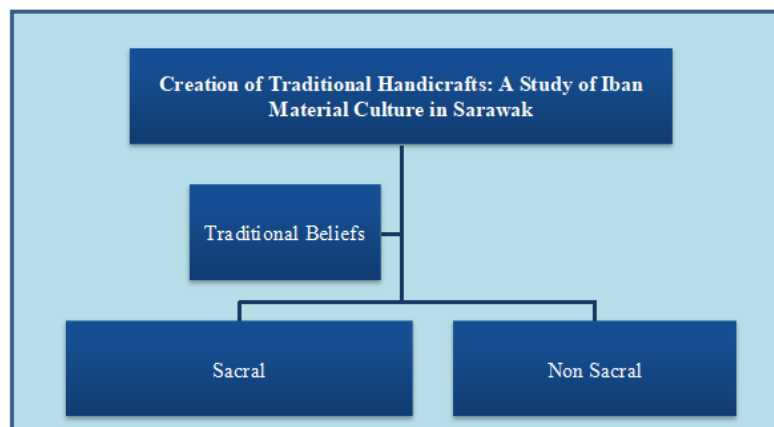 Creation of Traditional Handicrafts: A Study of Iban
Material Culture in Sarawak
Traditional Beliefs
Sacral
Non Sacral